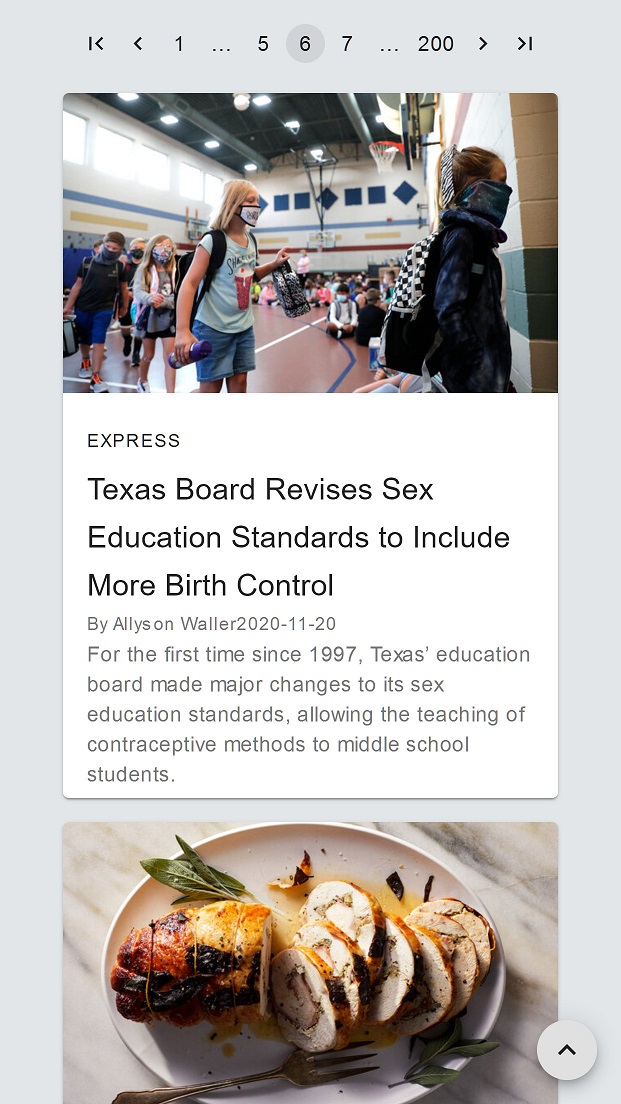 1 … 5 6 7 … 200
EXPRESS
Texas Board Revises Sex
Education Standards to Include
More Birth Control
By Allyson Waller2020-11-20
For the first time since 1997, Texas’ education
board made major changes to its sex
education standards, allowing the teaching of
contraceptive methods to middle school
students.